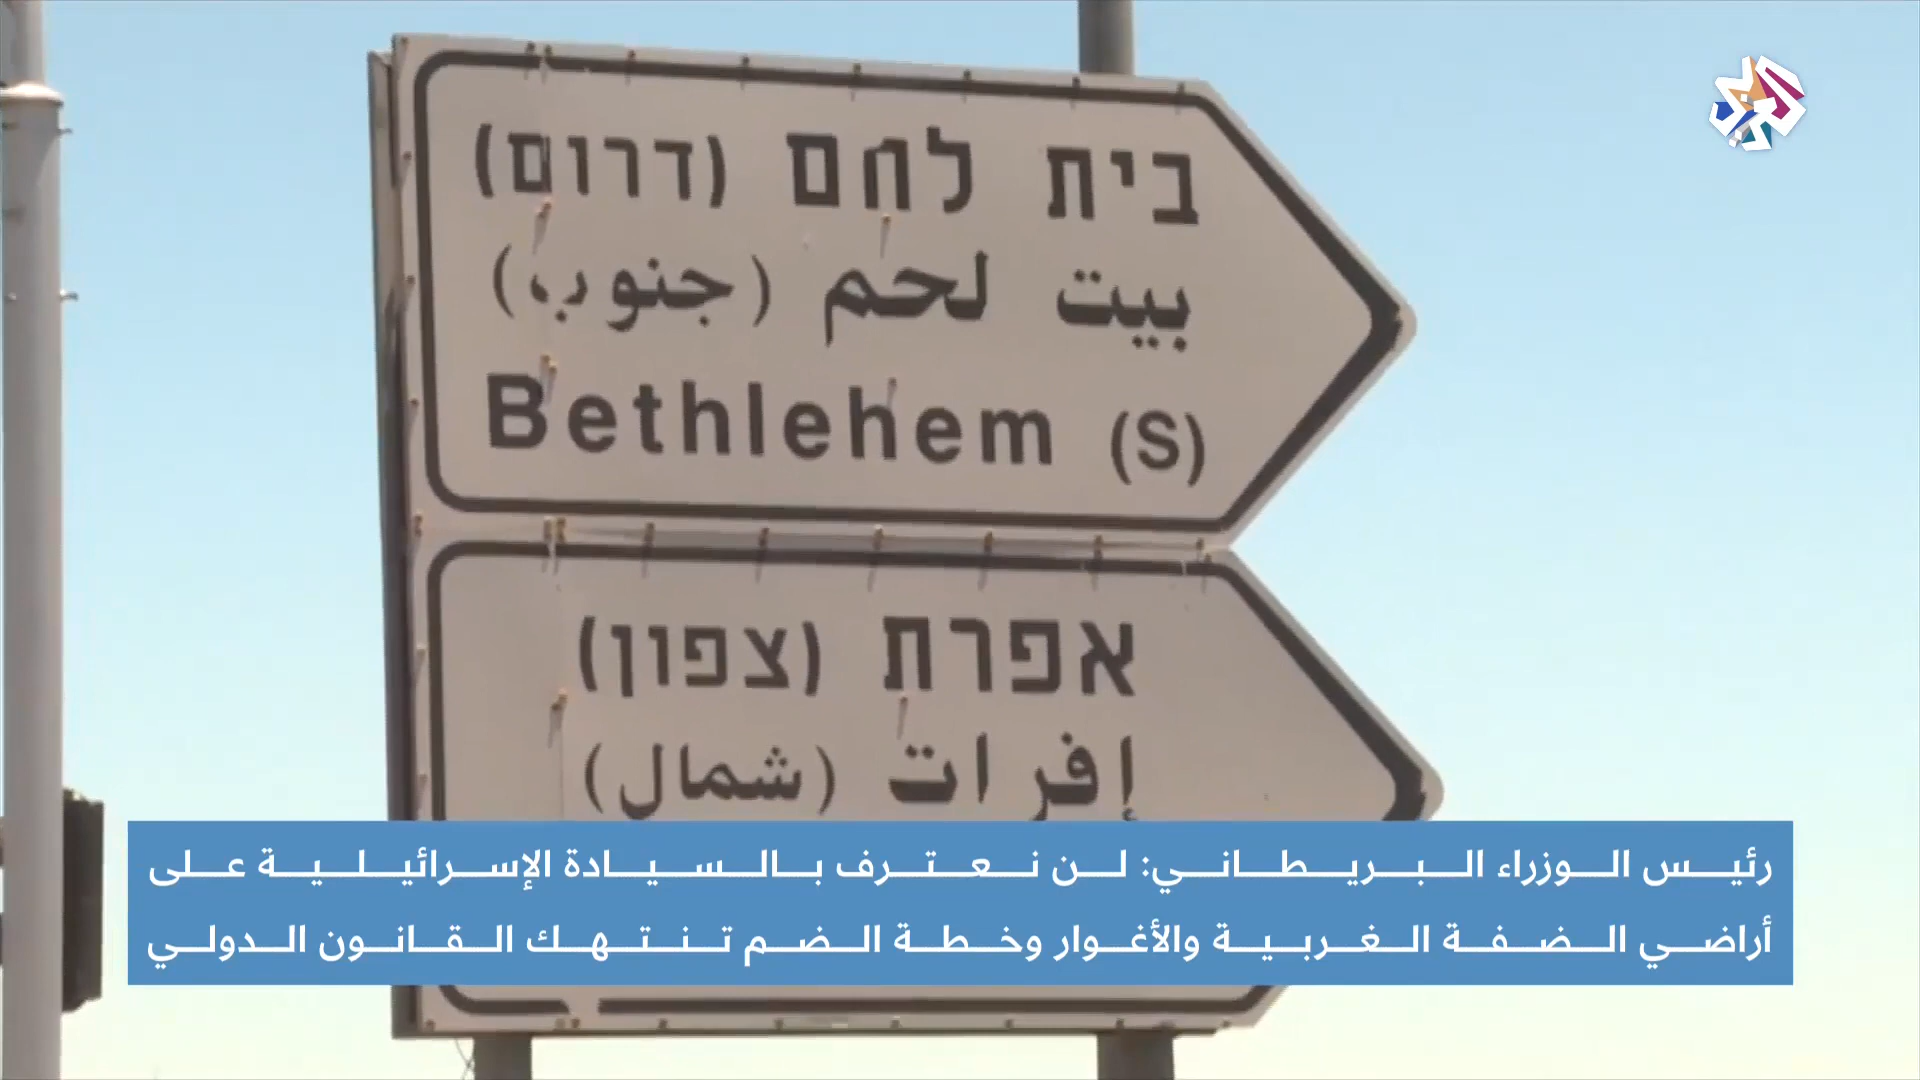 בית לחם (דרום)
بيت لحم (جنوب)
Bethlehem (S)
אפרת (צפון)
إفرات (شمال)
رئيس الوزراء البريطاني: لن نعترف بالسيادة الإسرائيلية على
أراضي الضفة الغربية والأغوار وخطة الضم تنتهك القانون الدولي